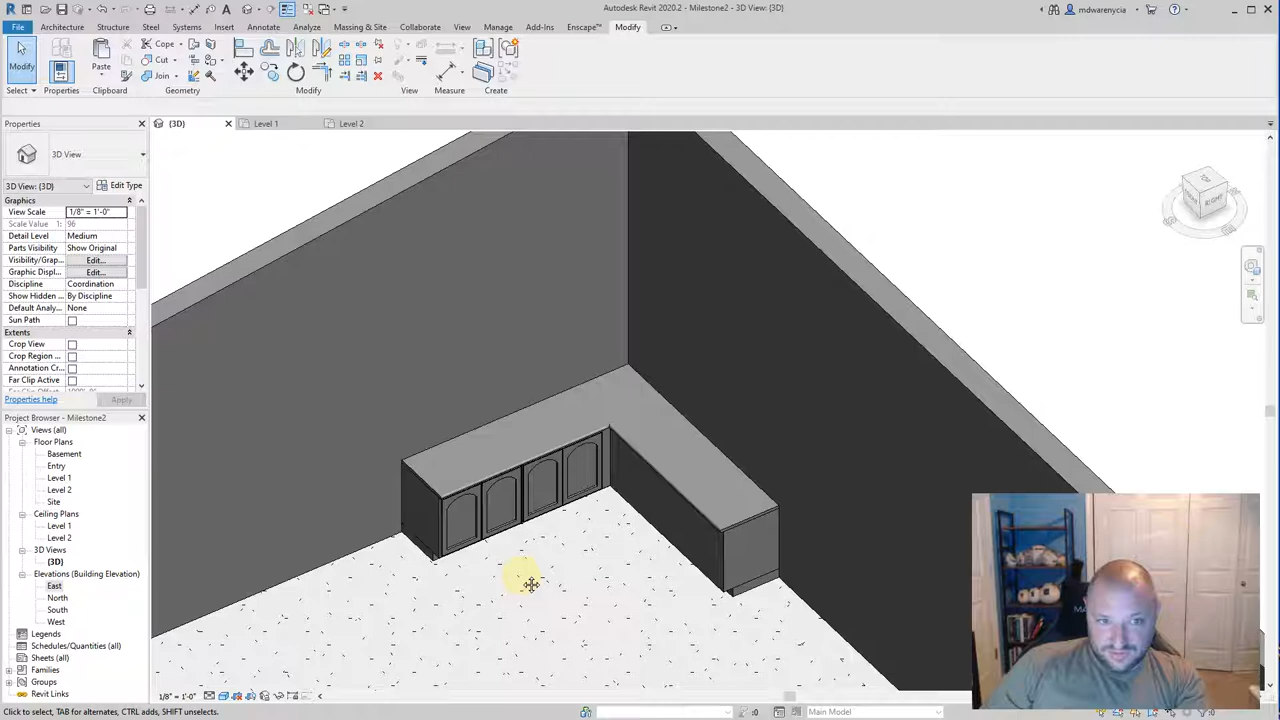 Autodesk Revit 2020.2 - Milestone2 - 3D View: {3D}
mdwarenycia
File
Architecture
Structure
Steel
Systems
Insert
Annotate
Analyze
Massing & Site
Collaborate
View
Manage
Add-Ins
Enscape™
Modify
Modify
Paste
Cope
Cut
Join
Select
Properties
Clipboard
Geometry
Modify
View
Measure
Create
Properties
{3D}
Level 1
Level 2
3D View
3D View: {3D}
Edit Type
Graphics
View Scale 1/8" = 1'-0"
Scale Value 1: 96
Detail Level Medium
Parts Visibility Show Original
Visibility/Grap... Edit...
Graphic Displ... Edit...
Discipline Coordination
Show Hidden ... By Discipline
Default Analy... None
Sun Path
Extents
Crop View
Crop Region ...
Annotation Cr...
Far Clip Active
Properties help
Apply
Project Browser - Milestone2
Views (all)
Floor Plans
Basement
Entry
Level 1
Level 2
Site
Ceiling Plans
Level 1
Level 2
3D Views
{3D}
Elevations (Building Elevation)
East
North
South
West
Legends
Schedules/Quantities (all)
Sheets (all)
Families
Groups
Revit Links
TOP
RIGHT
1/8" = 1'-0"
Click to select, TAB for alternates, CTRL adds, SHIFT unselects.
:0
Main Model
:0